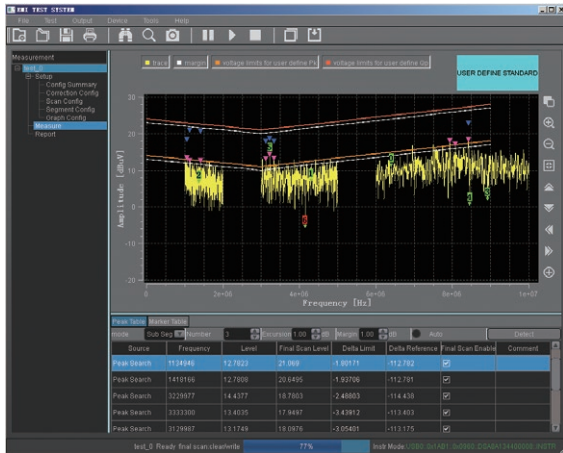 EMI TEST SYSTEM
File Test Output Device Tools Help
Measurement
test_0
Setup
Config Summary
Correction Config
Scan Config
Segment Config
Graph Config
Measure
Report
trace
margin
voltage limits for user define Pk
voltage limits for user define Qp
USER DEFINE STANDARD
Amplitude [dBuV]
30
20
10
0
-10
-20
0 2e+06 4e+06 6e+06 8e+06 1e+07
Frequency [Hz]
Peak Table Marker Table
mode Sub Seg Number 3 Excursion 1.00 dB Margin 1.00 dB Auto Detect
Source Frequency Level Final Scan Level Delta Limit Delta Reference Final Scan Enable Comment
Peak Search 1134946 12.7823 21.069 -1.80171 -112.782
Peak Search 1418166 12.7808 20.6495 -1.93706 -112.781
Peak Search 3229977 14.4377 18.7803 -2.48803 -114.438
Peak Search 3333300 13.4035 17.9497 -3.43912 -113.403
Peak Search 3129987 13.1749 18.0976 -3.05401 -113.175
test_0 Ready final scan:clear/write 77% Instr Mode: